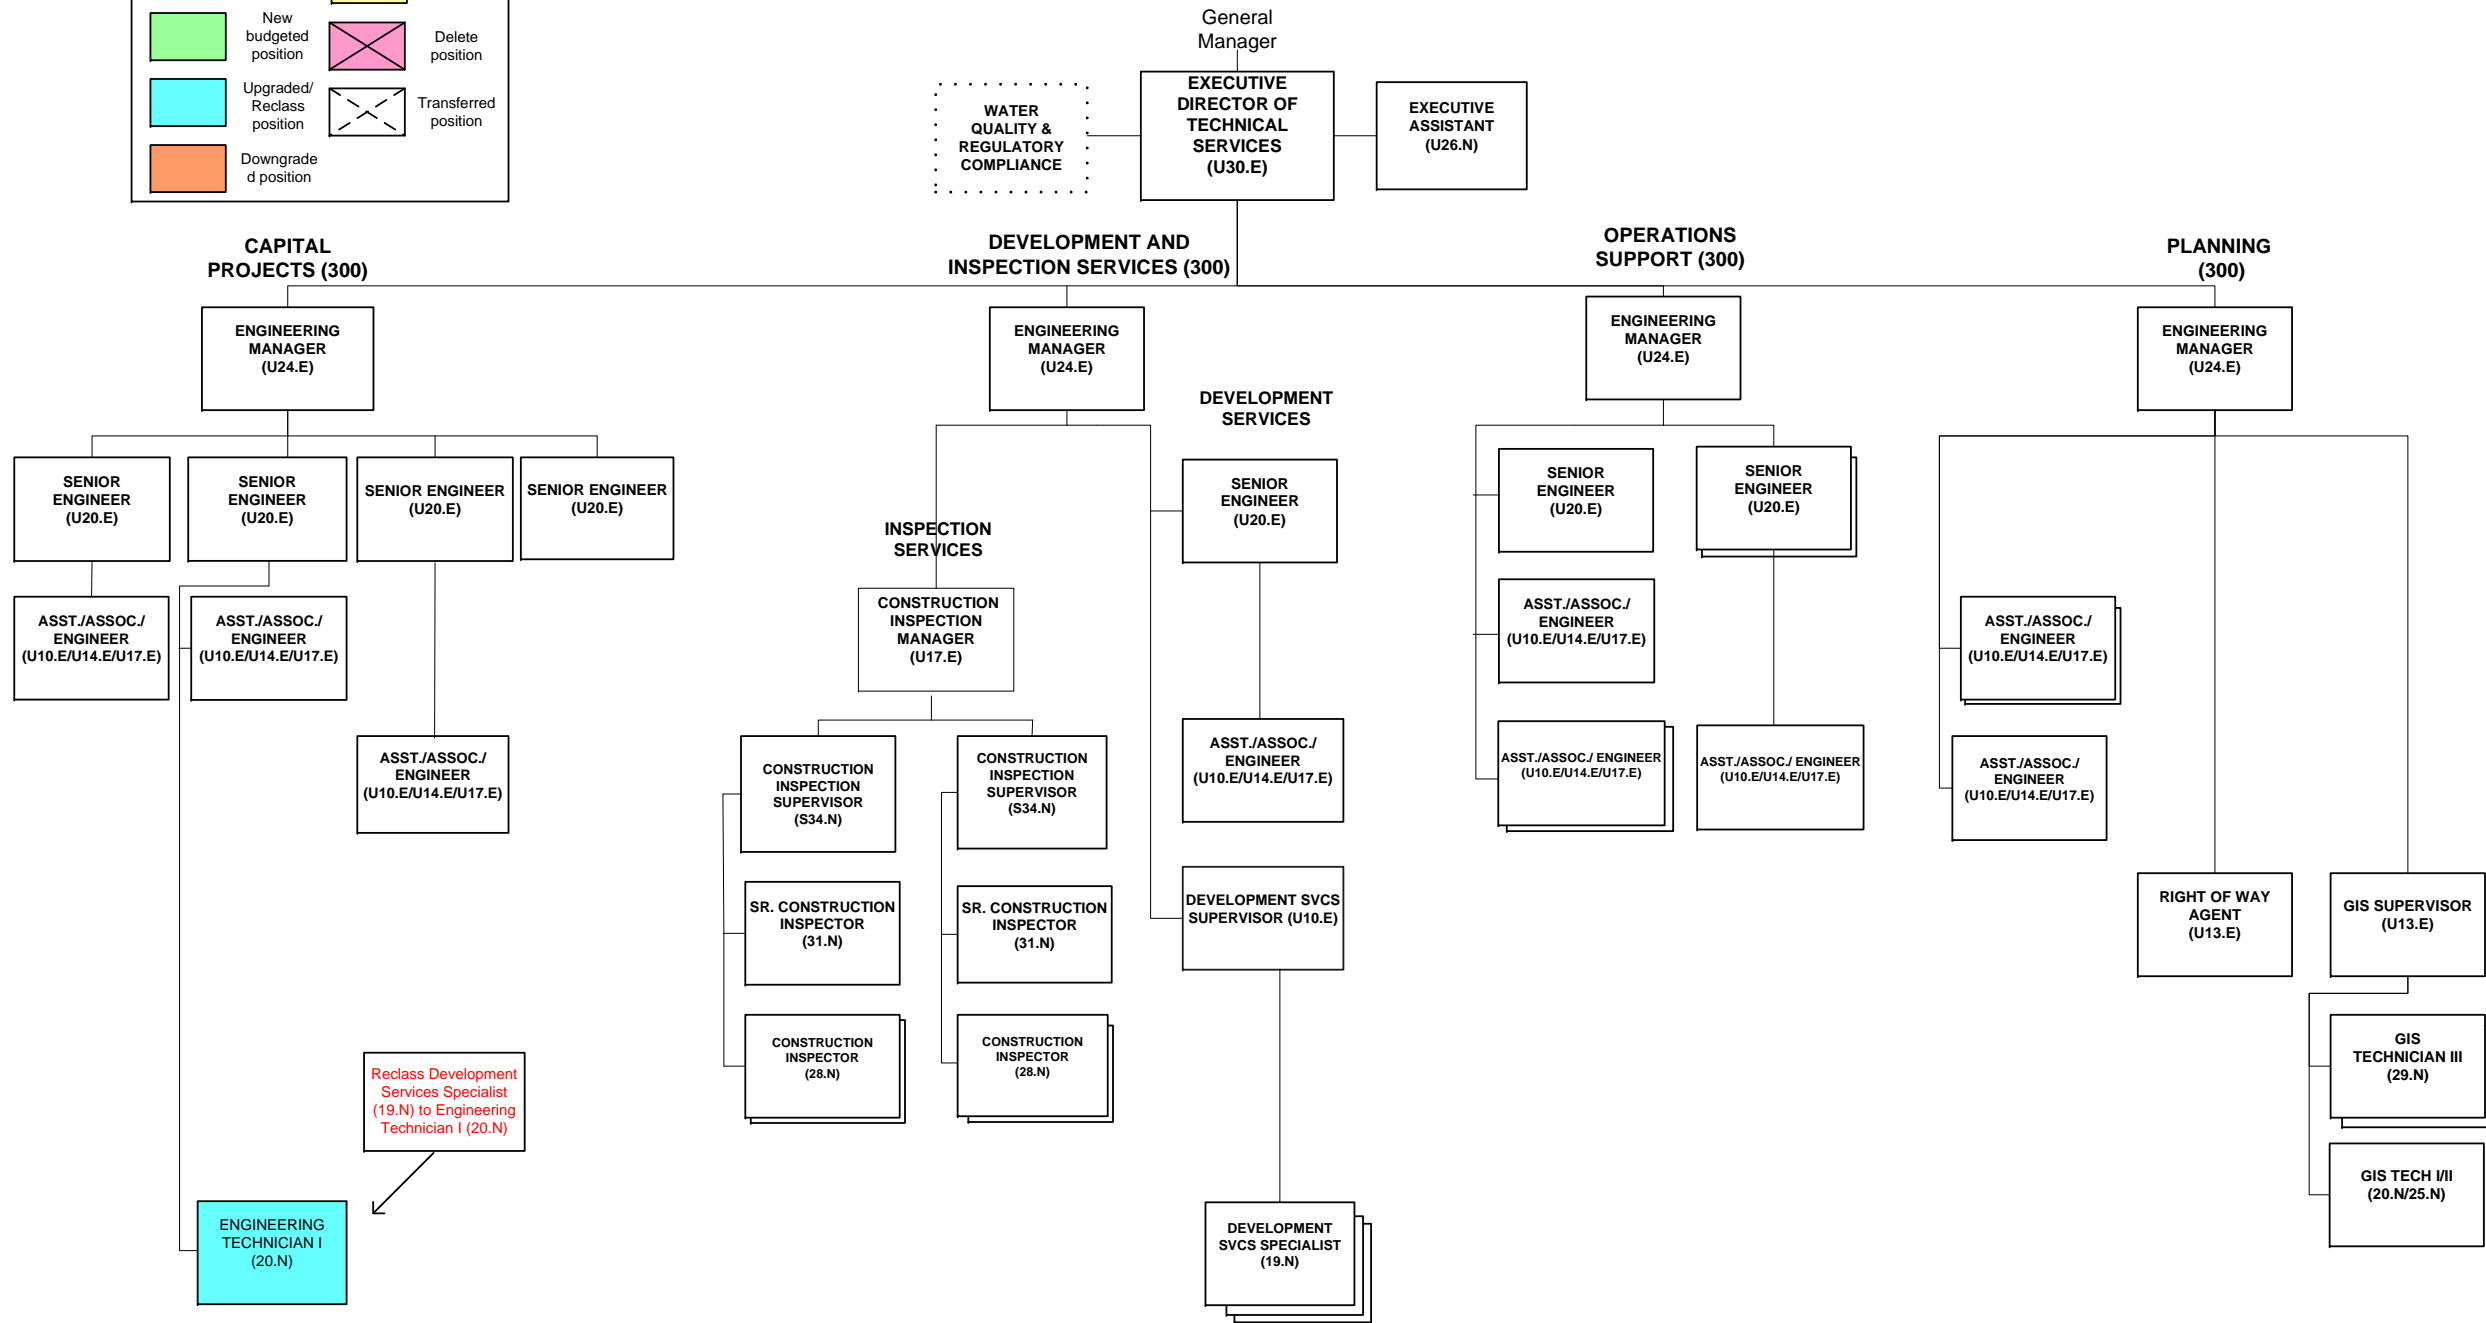 New
budgeted
position
Delete
position
Upgraded/
Reclass
position
Transferred
position
Downgrade
d position
General
Manager
WATER
QUALITY &
REGULATORY
COMPLIANCE
EXECUTIVE
DIRECTOR OF
TECHNICAL
SERVICES
(U30.E)
EXECUTIVE
ASSISTANT
(U26.N)
CAPITAL
PROJECTS (300)
DEVELOPMENT AND
INSPECTION SERVICES (300)
OPERATIONS
SUPPORT (300)
PLANNING
(300)
ENGINEERING
MANAGER
(U24.E)
ENGINEERING
MANAGER
(U24.E)
ENGINEERING
MANAGER
(U24.E)
ENGINEERING
MANAGER
(U24.E)
SENIOR
ENGINEER
(U20.E)
SENIOR
ENGINEER
(U20.E)
SENIOR ENGINEER
(U20.E)
SENIOR ENGINEER
(U20.E)
ASST./ASSOC./
ENGINEER
(U10.E/U14.E/U17.E)
ASST./ASSOC./
ENGINEER
(U10.E/U14.E/U17.E)
ASST./ASSOC./
ENGINEER
(U10.E/U14.E/U17.E)
Reclass Development
Services Specialist
(19.N) to Engineering
Technician I (20.N)
ENGINEERING
TECHNICIAN I
(20.N)
INSPECTION
SERVICES
CONSTRUCTION
INSPECTION
MANAGER
(U17.E)
CONSTRUCTION
INSPECTION
SUPERVISOR
(S34.N)
CONSTRUCTION
INSPECTION
SUPERVISOR
(S34.N)
SR. CONSTRUCTION
INSPECTOR
(31.N)
SR. CONSTRUCTION
INSPECTOR
(31.N)
CONSTRUCTION
INSPECTOR
(28.N)
CONSTRUCTION
INSPECTOR
(28.N)
DEVELOPMENT
SERVICES
SENIOR
ENGINEER
(U20.E)
ASST./ASSOC./
ENGINEER
(U10.E/U14.E/U17.E)
DEVELOPMENT SVCS
SUPERVISOR (U10.E)
DEVELOPMENT
SVCS SPECIALIST
(19.N)
SENIOR
ENGINEER
(U20.E)
SENIOR
ENGINEER
(U20.E)
ASST./ASSOC./
ENGINEER
(U10.E/U14.E/U17.E)
ASST./ASSOC./ ENGINEER
(U10.E/U14.E/U17.E)
ASST./ASSOC./ ENGINEER
(U10.E/U14.E/U17.E)
ASST./ASSOC./
ENGINEER
(U10.E/U14.E/U17.E)
ASST./ASSOC./
ENGINEER
(U10.E/U14.E/U17.E)
RIGHT OF WAY
AGENT
(U13.E)
GIS SUPERVISOR
(U13.E)
GIS
TECHNICIAN III
(29.N)
GIS TECH I/II
(20.N/25.N)